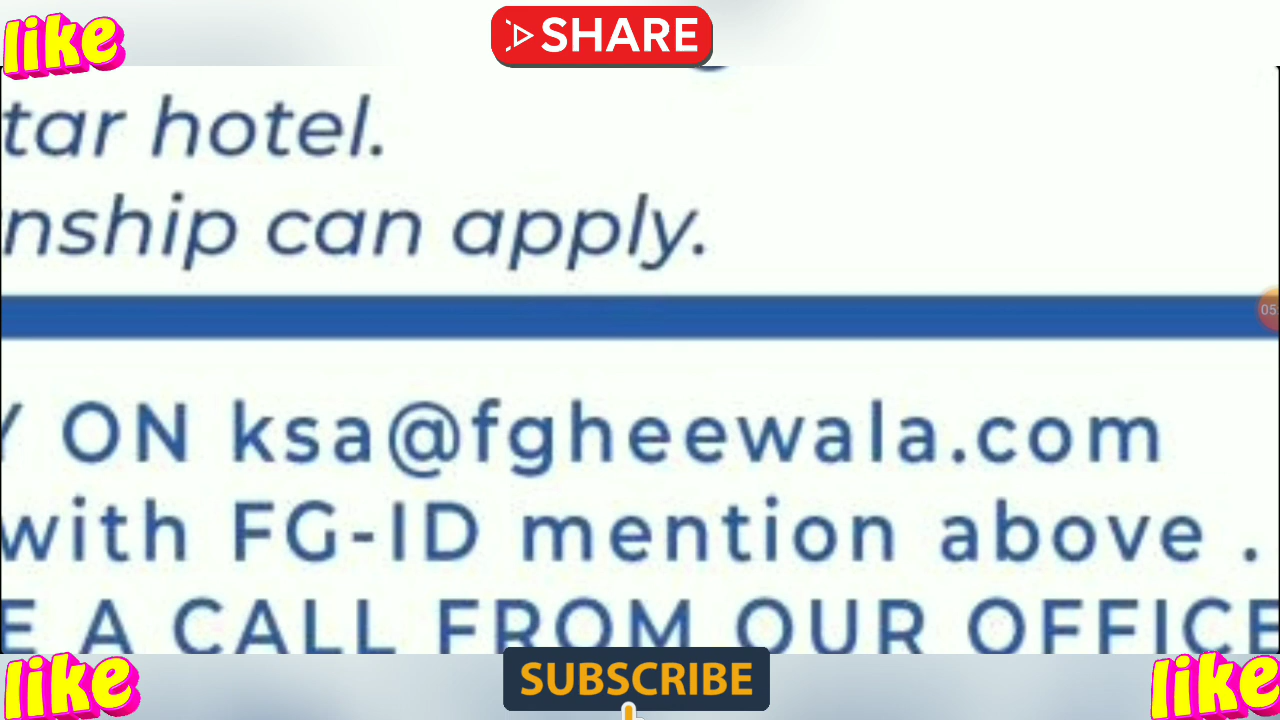 like
SHARE
tar hotel.
nship can apply.
05
Y ON ksa@fgheewala.com
with FG-ID mention above .
E A CALL FROM OUR OFFICE
like
SUBSCRIBE
like